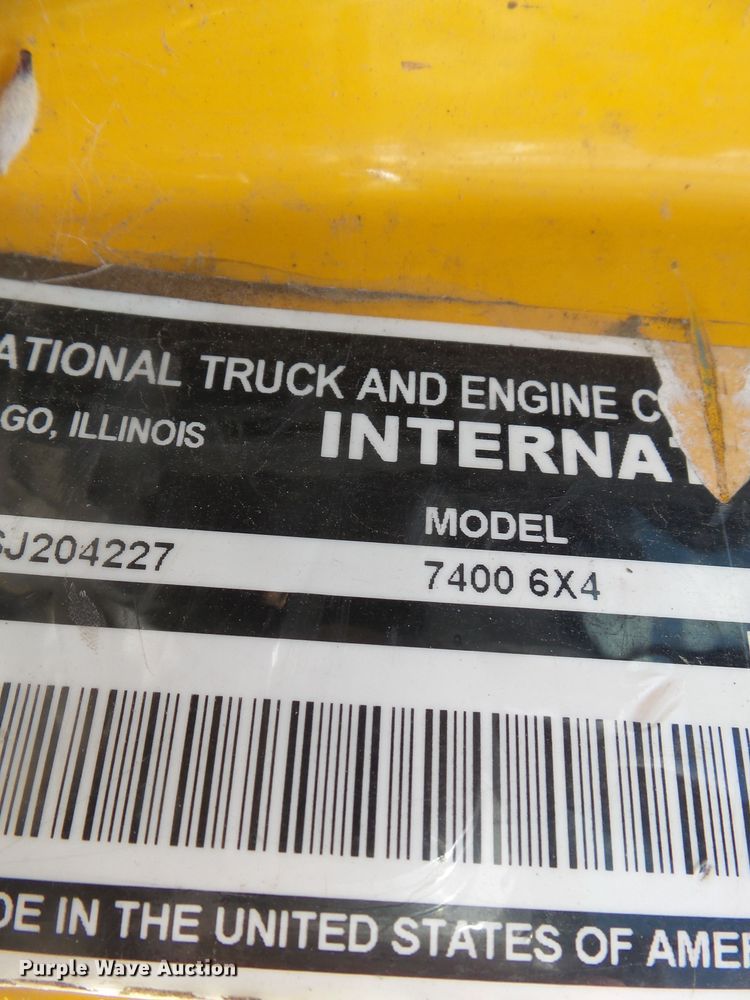 ATIONAL TRUCK AND ENGINE C
GO, ILLINOIS
INTERNAT
MODEL
J204227
7400 6X4
DE IN THE UNITED STATES OF AMER
Purple Wave Auction